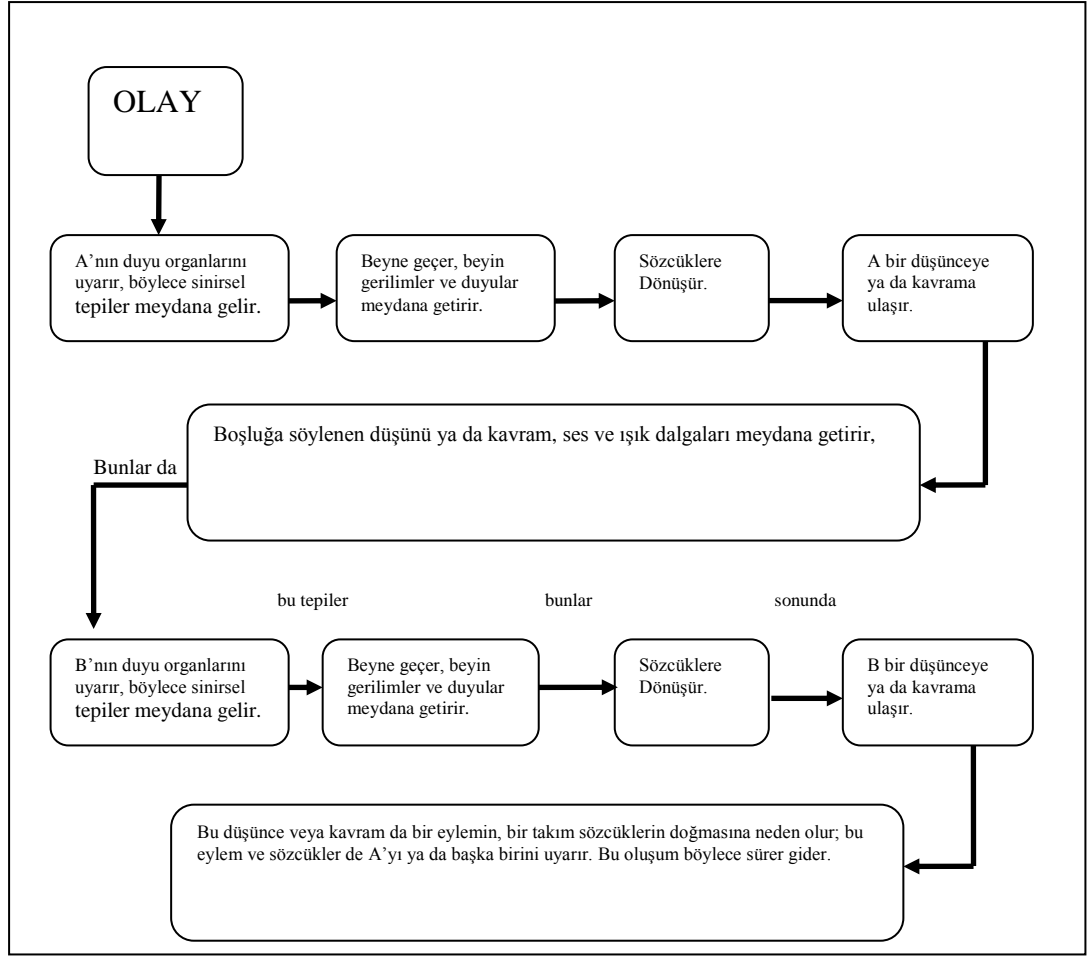 OLAY
A’nın duyu organlarını
uyarır, böylece sinirsel
tepiler meydana gelir.
Beyne geçer, beyin
gerilimler ve duyular
meydana getirir.
Sözcüklere
Dönüşür.
A bir düşünceye
ya da kavrama
ulaşır.
Boşluğa söylenen düşünü ya da kavram, ses ve ışık dalgaları meydana getirir,
Bunlar da
bu tepiler
bunlar
sonunda
B’nın duyu organlarını
uyarır, böylece sinirsel
tepiler meydana gelir.
Beyne geçer, beyin
gerilimler ve duyular
meydana getirir.
Sözcüklere
Dönüşür.
B bir düşünceye
ya da kavrama
ulaşır.
Bu düşünce veya kavram da bir eylemin, bir takım sözcüklerin doğmasına neden olur; bu
eylem ve sözcükler de A’yı ya da başka birini uyarır. Bu oluşum böylece sürer gider.